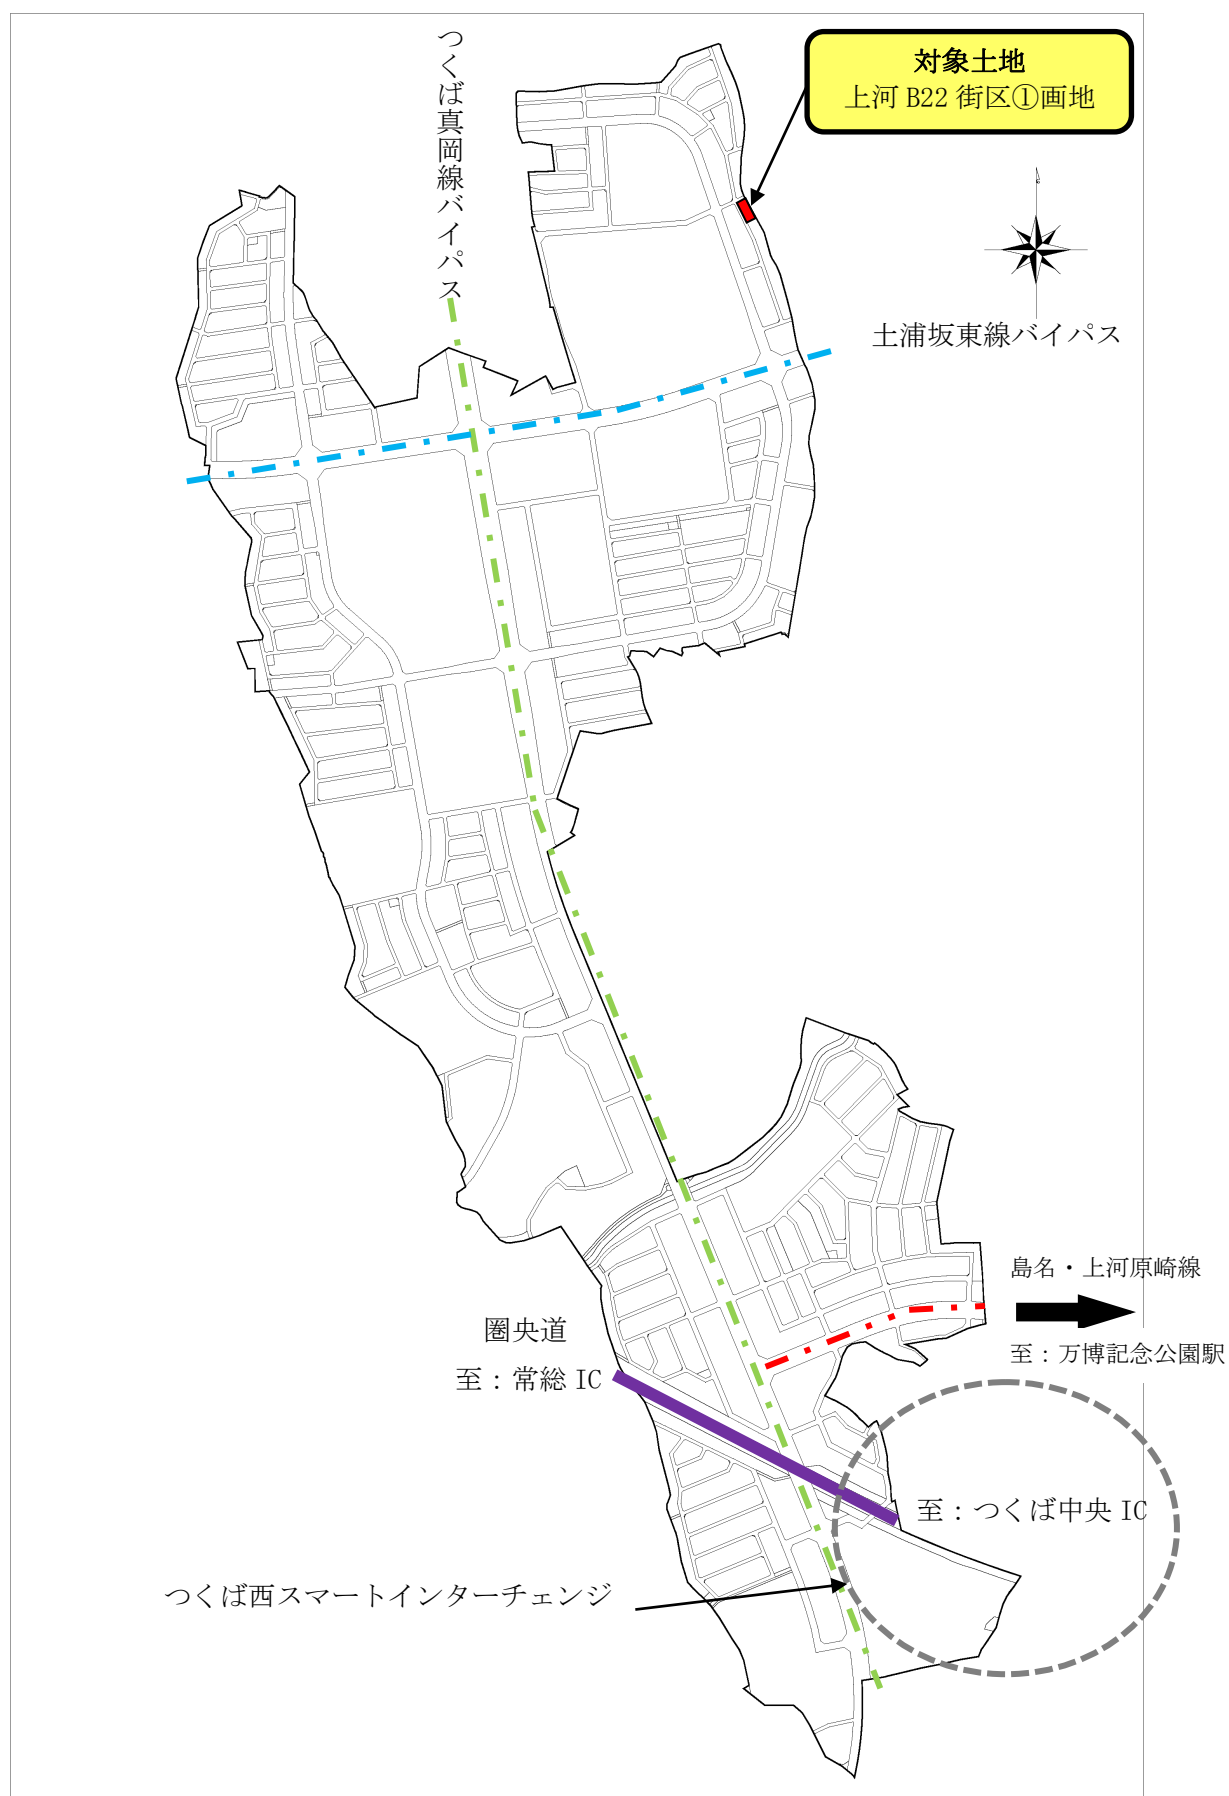 つくば真岡線バイパス
対象土地
上河 B22 街区①画地
土浦坂東線バイパス
島名・上河原崎線
至：万博記念公園駅
圏央道
至：常総 IC
至：つくば中央 IC
つくば西スマートインターチェンジ